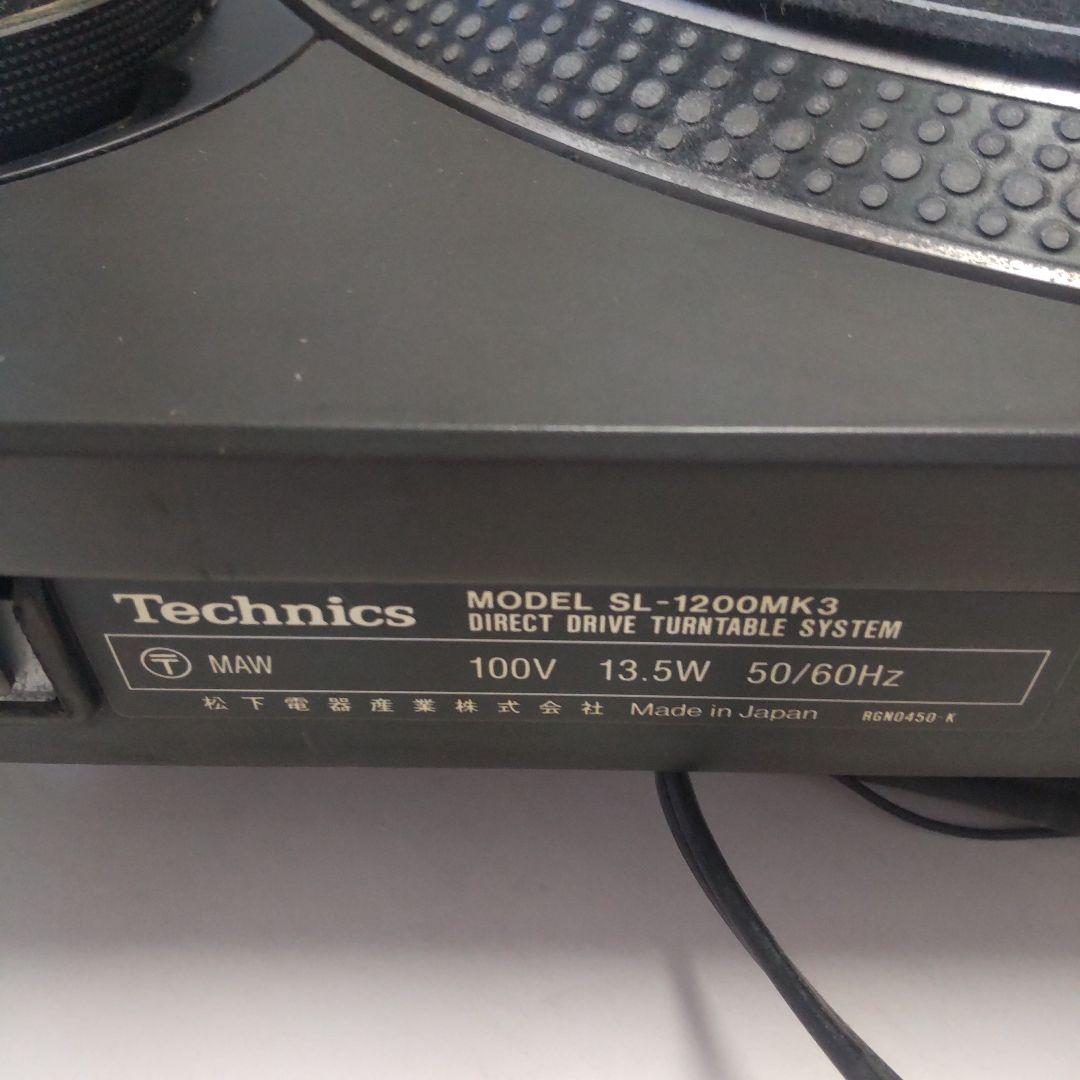 Technics
MODEL SL-1200MK3
DIRECT DRIVE TURNTABLE SYSTEM
〒 MAW 100V 13.5W 50/60Hz
松下電器産業株式会社 Made in Japan RGN0450-K